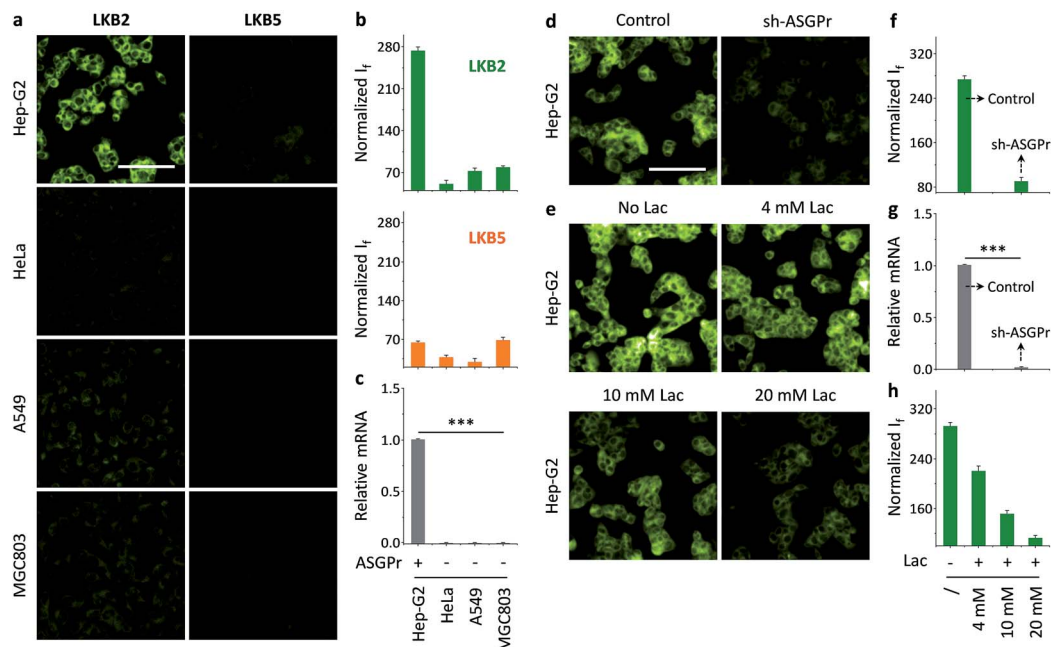 a
LKB2
LKB5
Hep-G2
HeLa
A549
MGC803
b
Normalized If
280
210
140
70
LKB2
Normalized If
280
210
140
70
LKB5
c
Relative mRNA
1.5
1.0
0.5
0.0
***
ASGPr
+ - - -
Hep-G2
HeLa
A549
MGC803
d
Control
sh-ASGPr
Hep-G2
e
No Lac
4 mM Lac
Hep-G2
10 mM Lac
20 mM Lac
Hep-G2
f
Normalized If
320
240
160
80
Control
sh-ASGPr
g
Relative mRNA
1.5
1.0
0.5
0.0
***
Control
sh-ASGPr
h
Normalized If
320
240
160
Lac
- + + +
/
4 mM
10 mM
20 mM